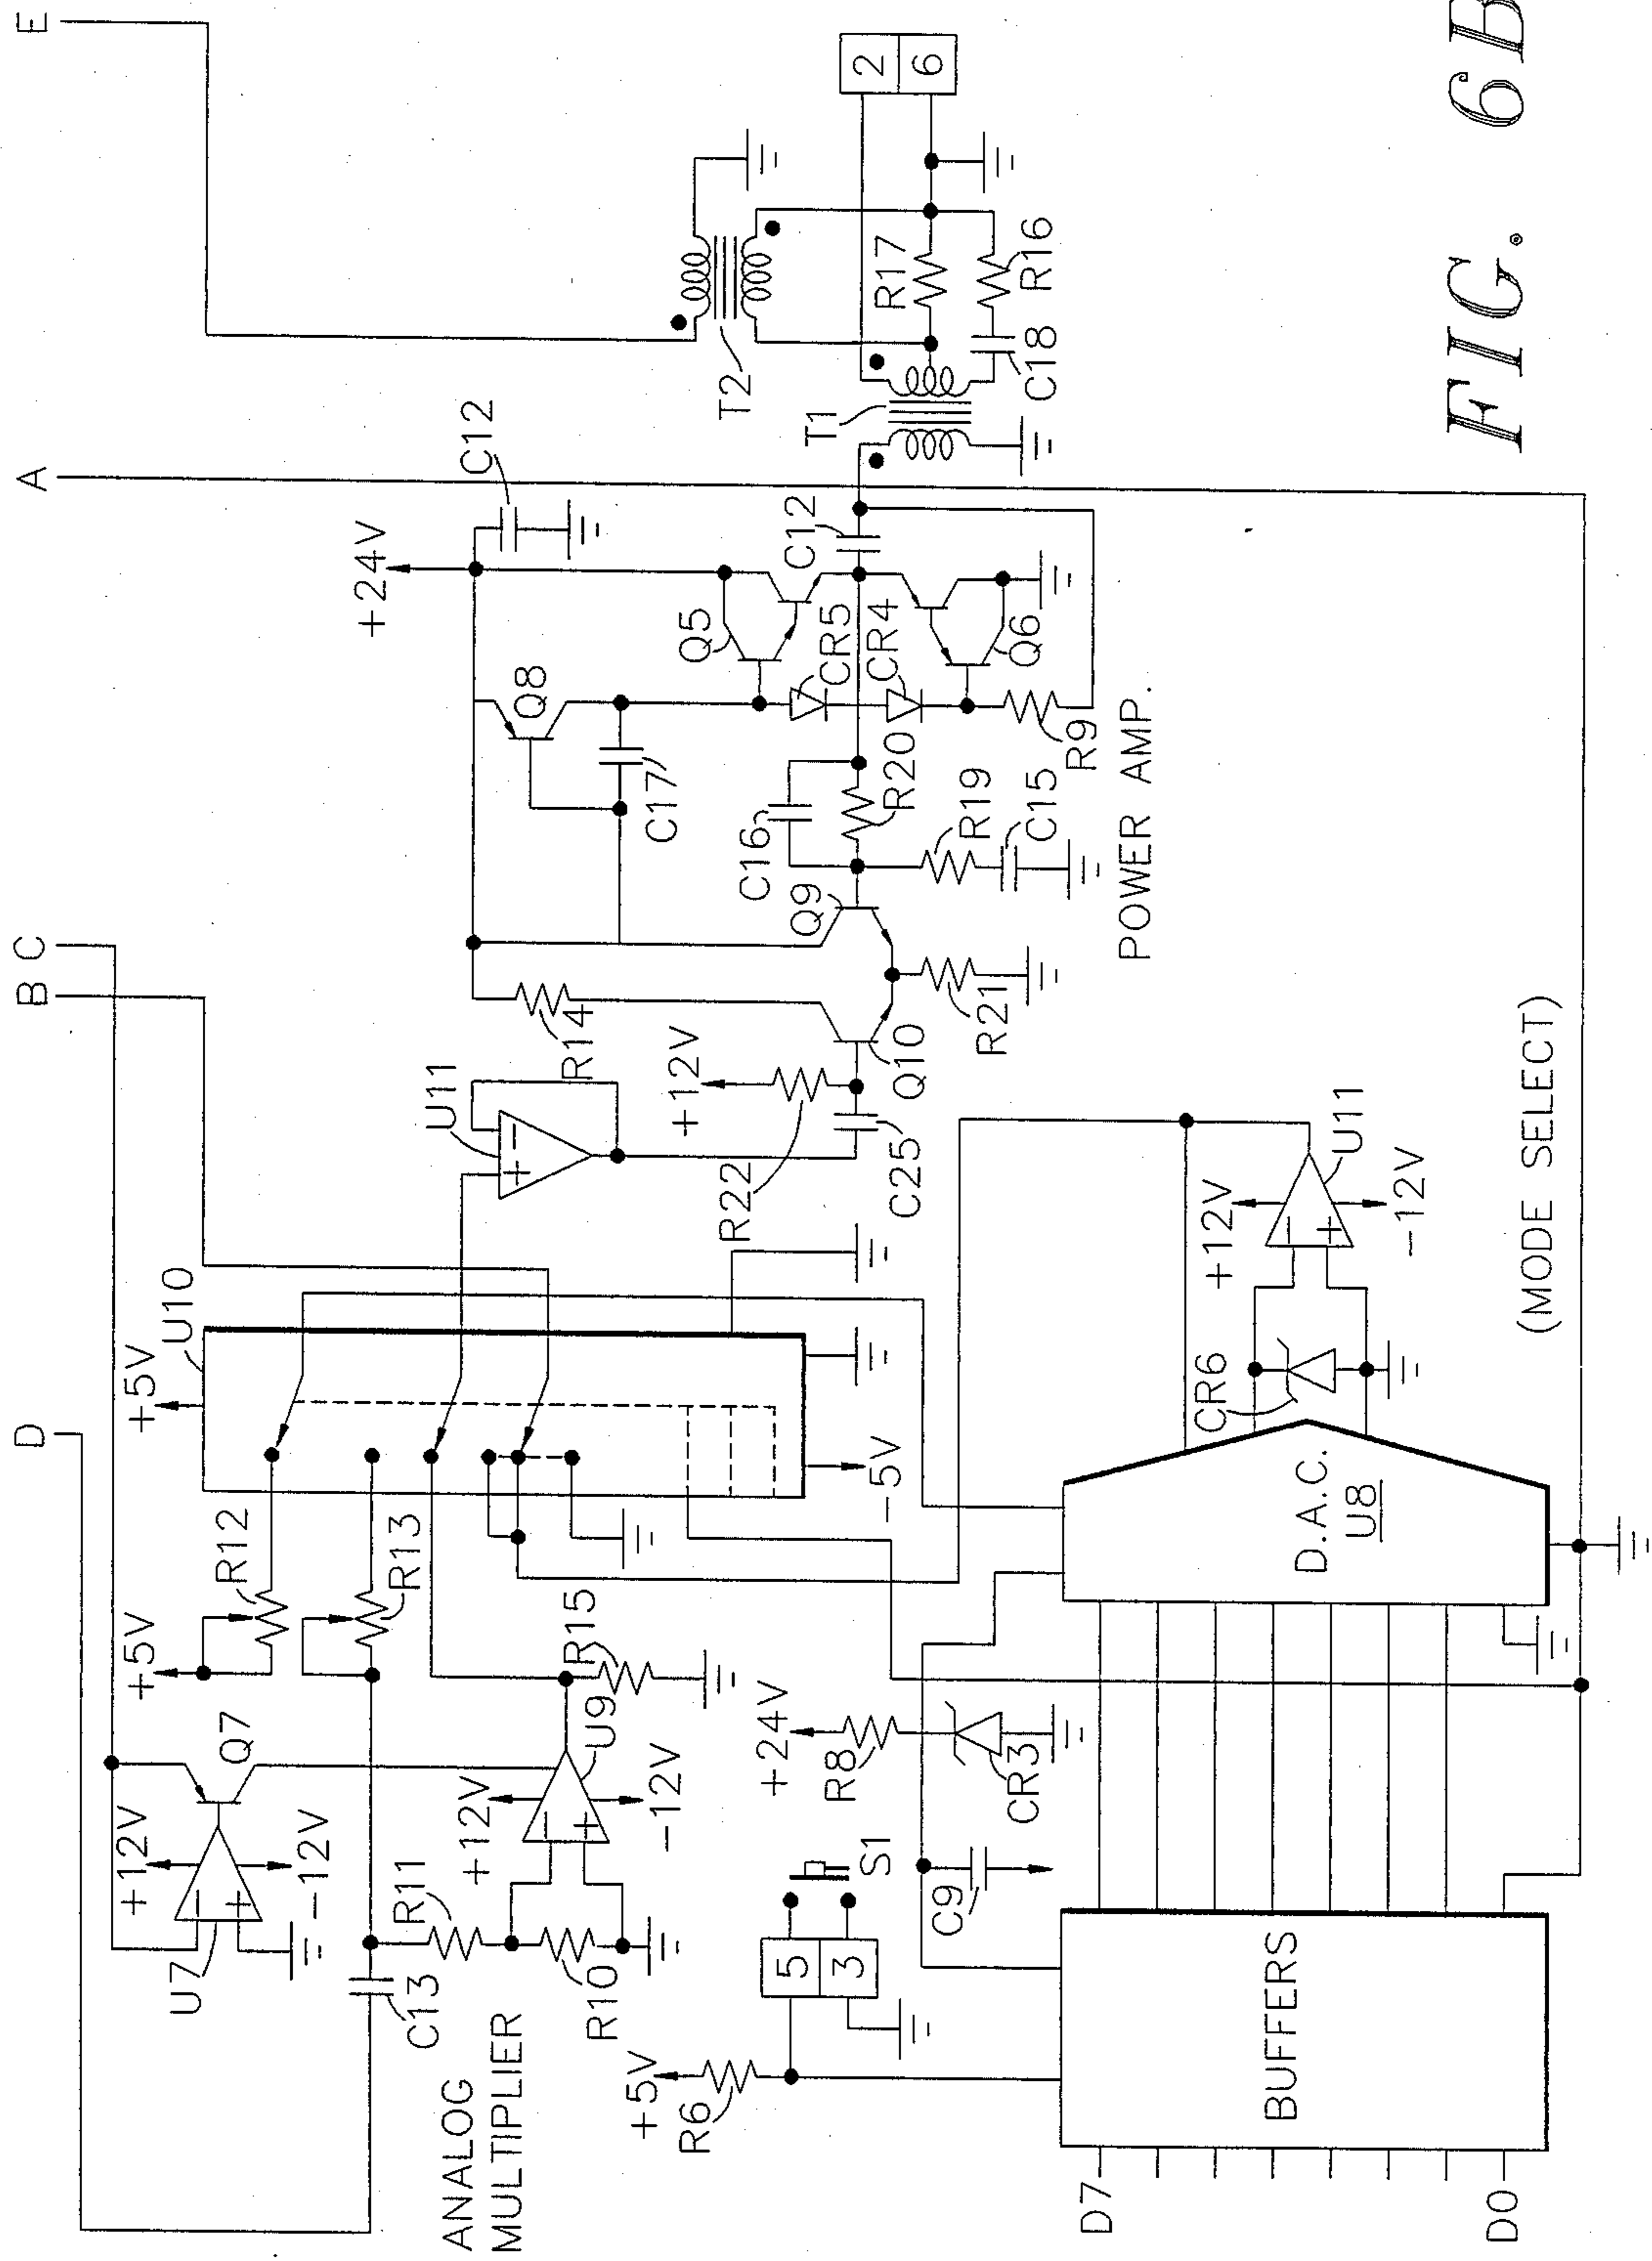 D
B
C
A
E
+5V
U10
+5V
R12
R13
+12V
U7
-12V
Q7
C13
R11
R10
ANALOG
MULTIPLIER
+12V
-12V
U9
R15
-5V
U11
+12V
R22
C25
R14
Q10
R21
Q9
C16
R20
R19
C15
POWER AMP.
C17
Q8
+24V
C12
Q5
CR5
CR4
Q6
R9
C12
T1
T2
R17
R16
C18
2
6
+5V
R6
5
3
S1
+24V
R8
CR3
C9
D7
D0
BUFFERS
D.A.C.
U8
CR6
+12V
-12V
U11
(MODE SELECT)
FIG. 6B